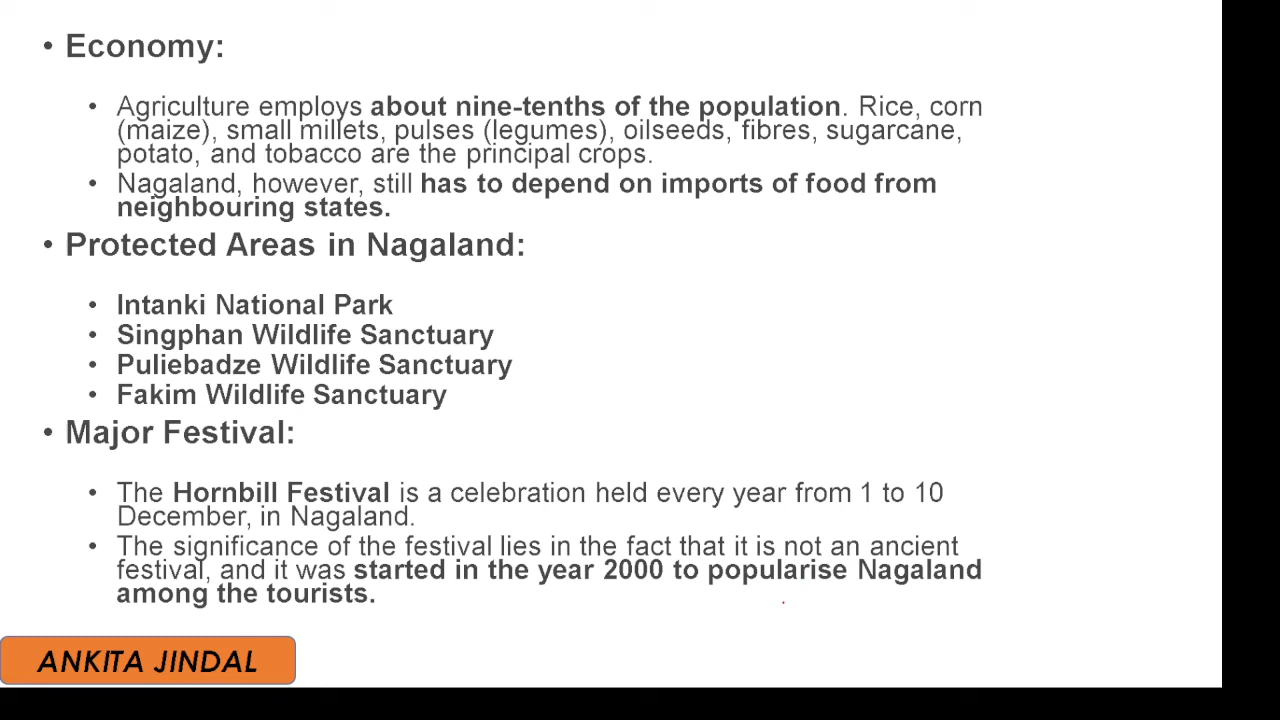 • Economy:
• Agriculture employs about nine-tenths of the population. Rice, corn
(maize), small millets, pulses (legumes), oilseeds, fibres, sugarcane,
potato, and tobacco are the principal crops.
• Nagaland, however, still has to depend on imports of food from
neighbouring states.
• Protected Areas in Nagaland:
• Intanki National Park
• Singphan Wildlife Sanctuary
• Puliebadze Wildlife Sanctuary
• Fakim Wildlife Sanctuary
• Major Festival:
• The Hornbill Festival is a celebration held every year from 1 to 10
December, in Nagaland.
• The significance of the festival lies in the fact that it is not an ancient
festival, and it was started in the year 2000 to popularise Nagaland
among the tourists.
ANKITA JINDAL